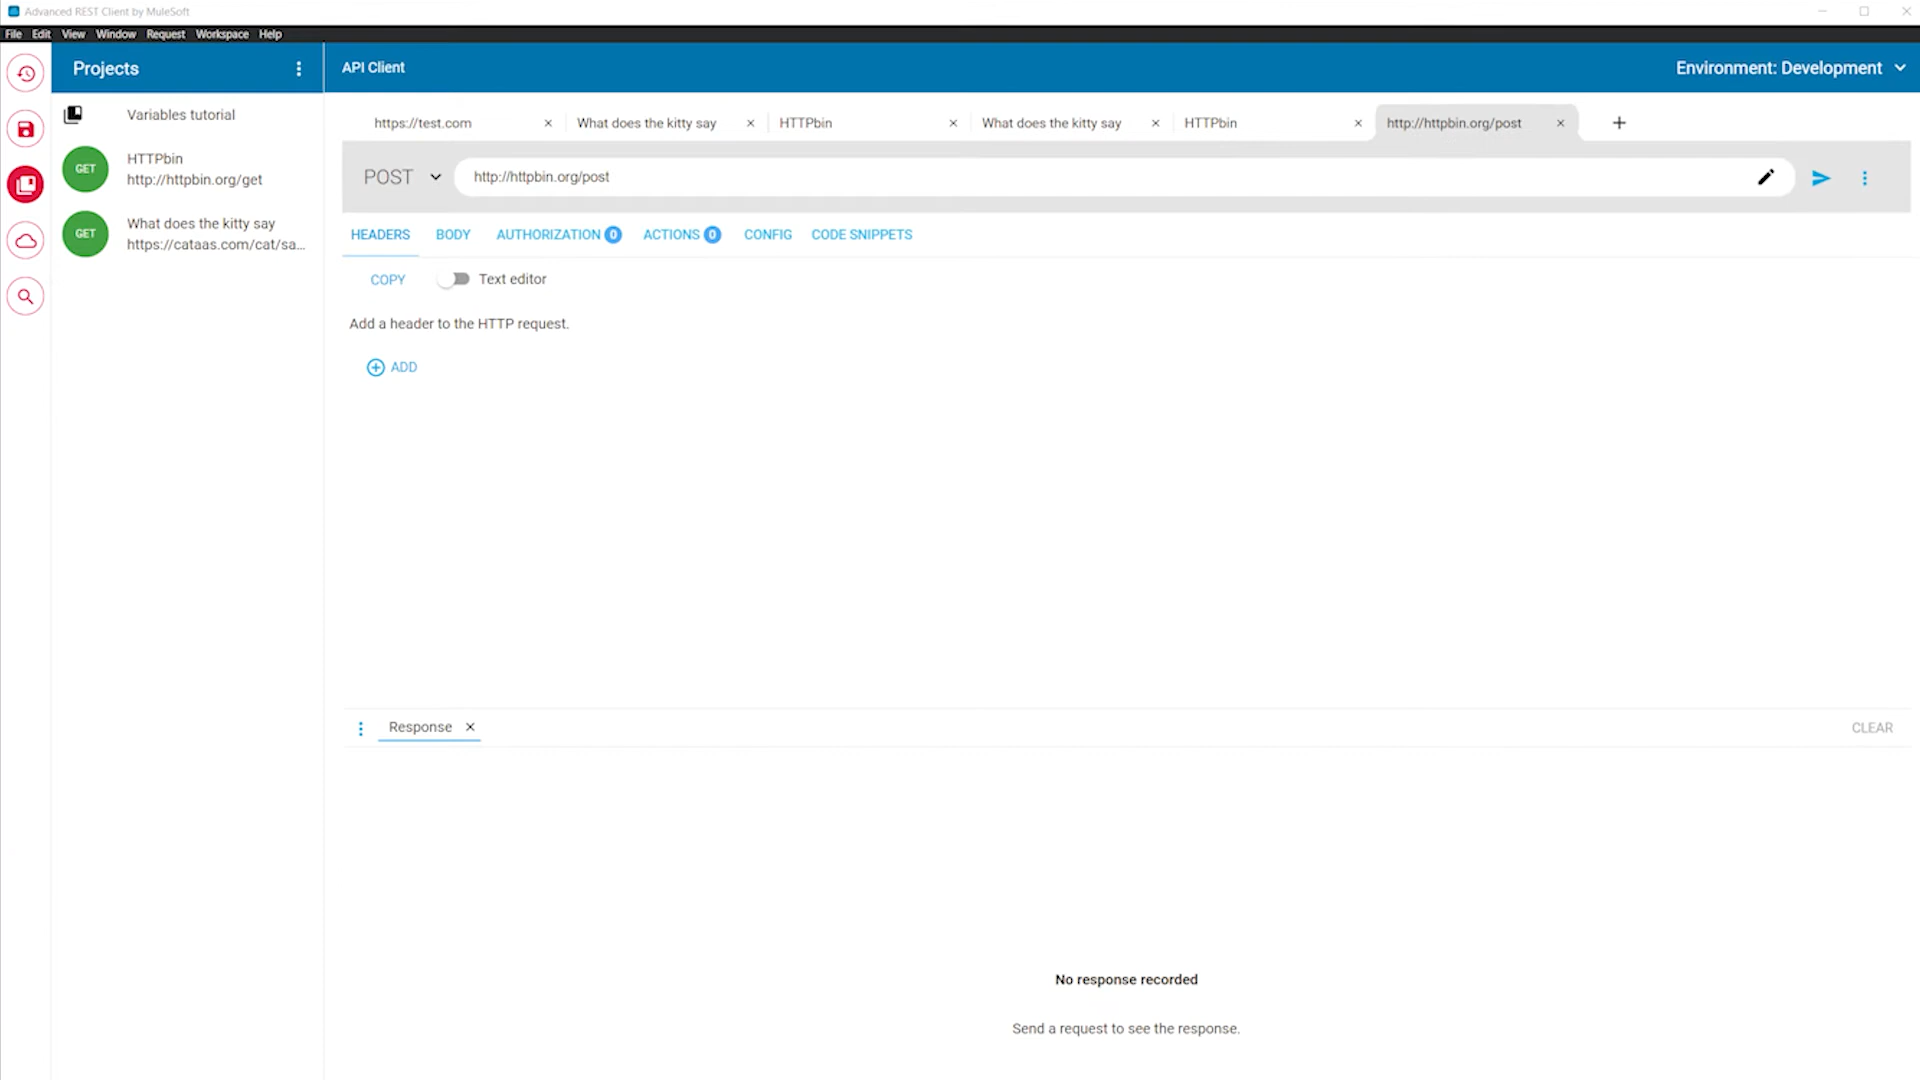 Advanced REST Client by MuleSoft
File Edit View Window Request Workspace Help
Projects
API Client
Environment: Development
Variables tutorial
GET
HTTPbin
http://httpbin.org/get
GET
What does the kitty say
https://cataas.com/cat/sa...
https://test.com
What does the kitty say
HTTPbin
What does the kitty say
HTTPbin
http://httpbin.org/post
POST
http://httpbin.org/post
HEADERS BODY AUTHORIZATION 0 ACTIONS 0 CONFIG CODE SNIPPETS
COPY Text editor
Add a header to the HTTP request.
ADD
Response
CLEAR
No response recorded
Send a request to see the response.